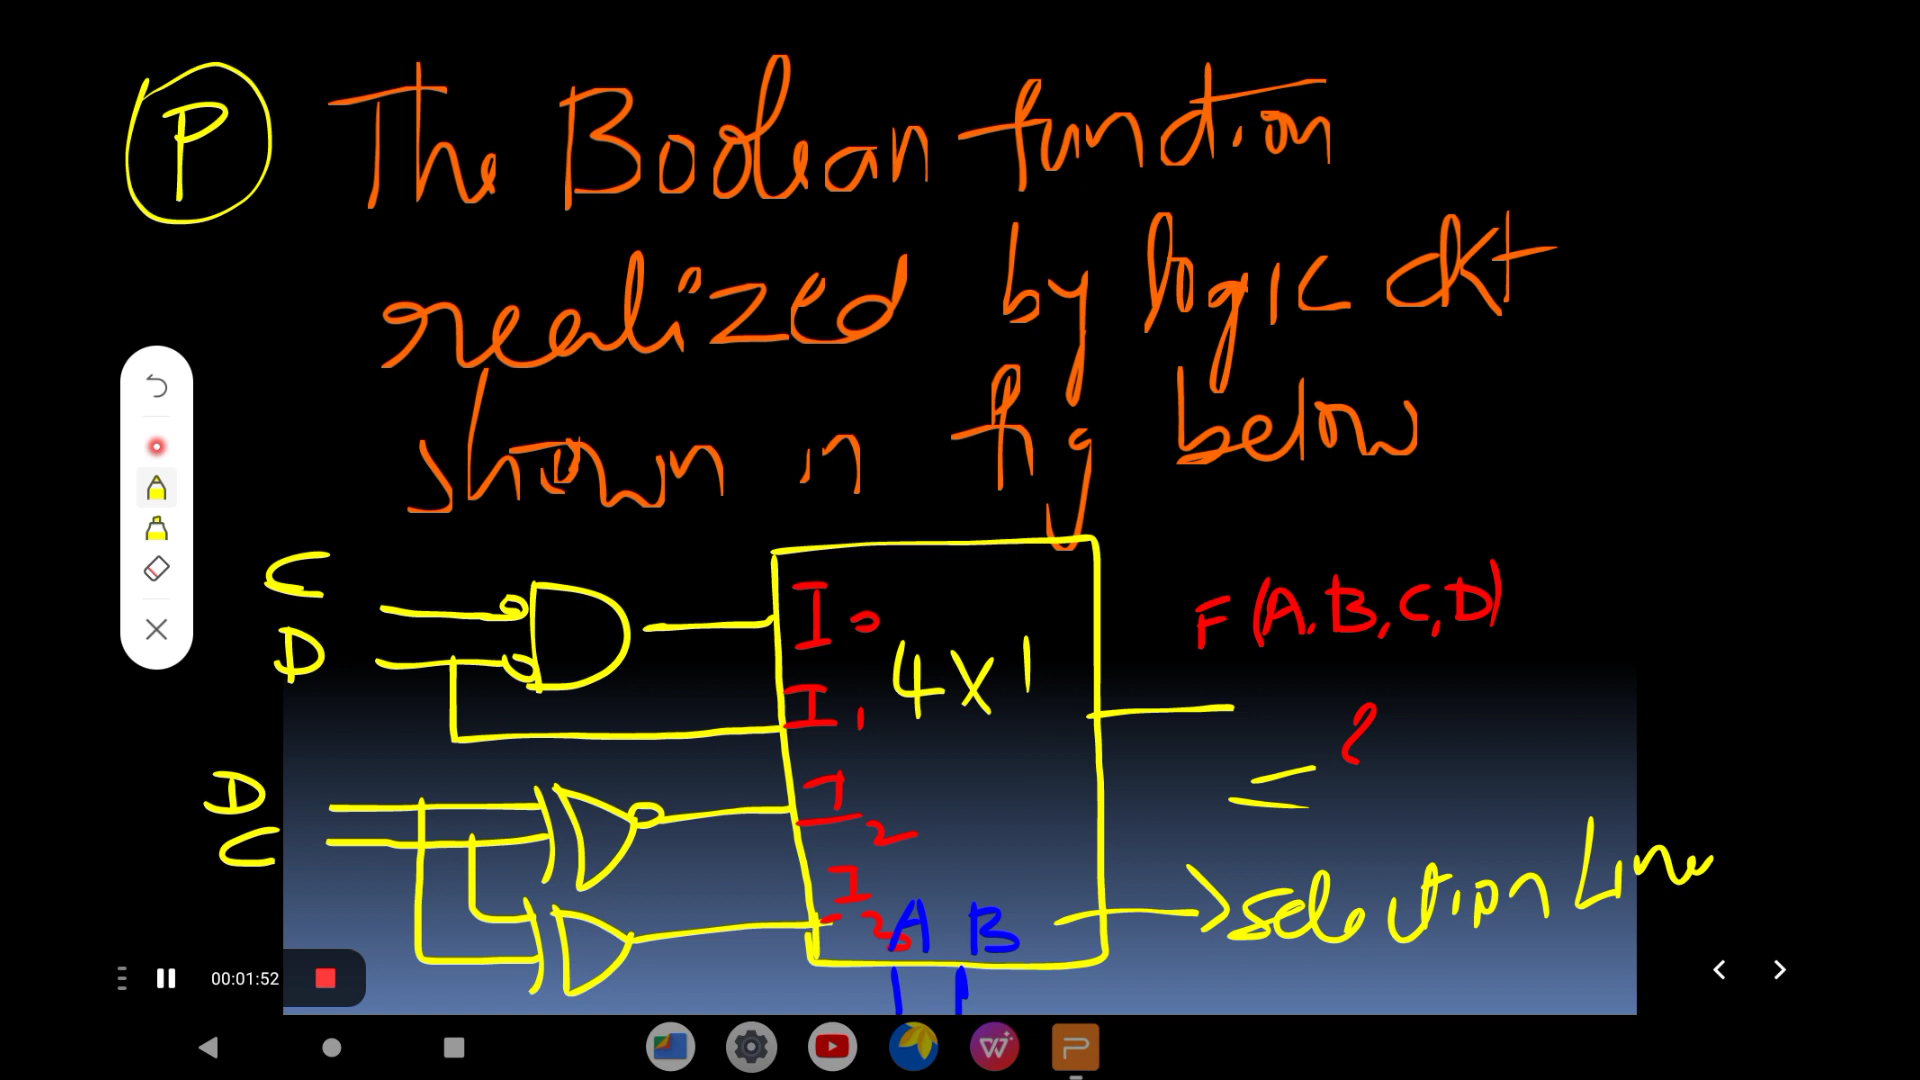 P The Boolean function
realized by logic ckt
shown in fig below
C
D
D
C
I0
I1
I2
I3
4X1
A B
F(A,B,C,D)
= ?
selection Line
00:01:52